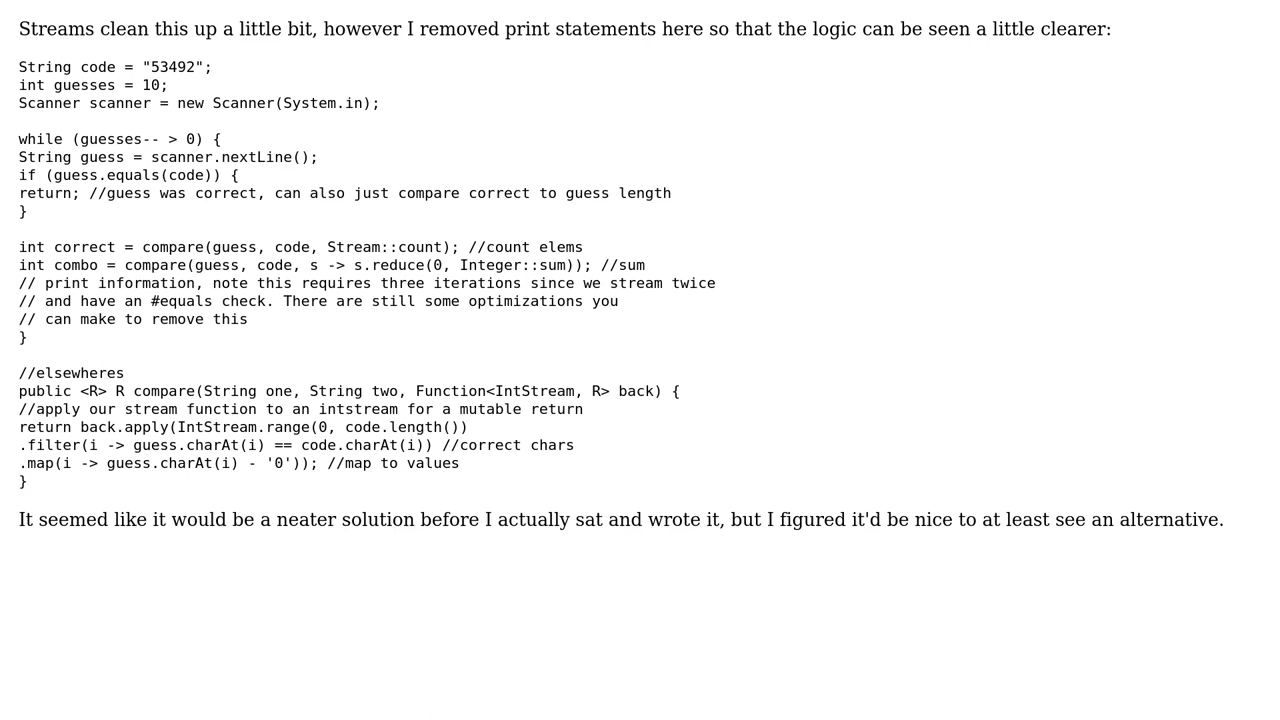 Streams clean this up a little bit, however I removed print statements here so that the logic can be seen a little clearer:
String code = "53492";
int guesses = 10;
Scanner scanner = new Scanner(System.in);
while (guesses-- > 0) {
String guess = scanner.nextLine();
if (guess.equals(code)) {
return; //guess was correct, can also just compare correct to guess length
}
int correct = compare(guess, code, Stream::count); //count elems
int combo = compare(guess, code, s -> s.reduce(0, Integer::sum)); //sum
// print information, note this requires three iterations since we stream twice
// and have an #equals check. There are still some optimizations you
// can make to remove this
}
//elsewheres
public <R> R compare(String one, String two, Function<IntStream, R> back) {
//apply our stream function to an intstream for a mutable return
return back.apply(IntStream.range(0, code.length())
.filter(i -> guess.charAt(i) == code.charAt(i)) //correct chars
.map(i -> guess.charAt(i) - '0')); //map to values
}
It seemed like it would be a neater solution before I actually sat and wrote it, but I figured it'd be nice to at least see an alternative.